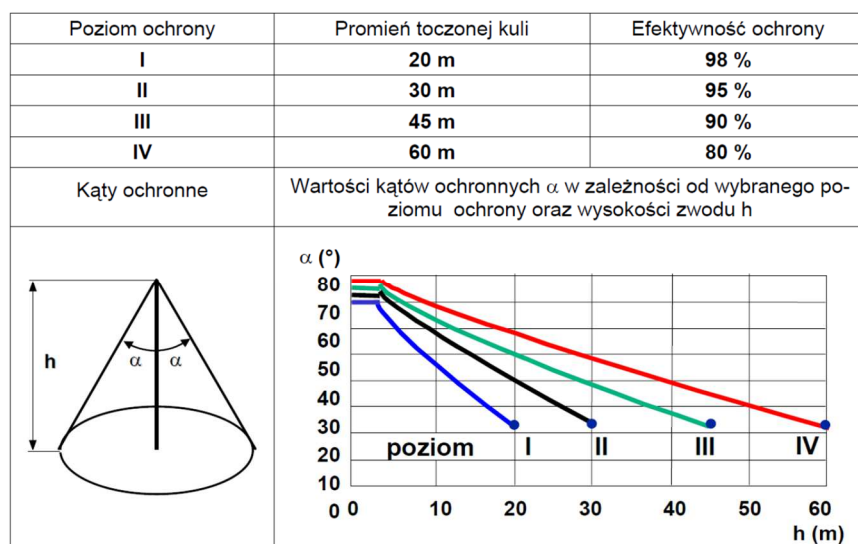 Poziom ochrony Promień toczonej kuli Efektywność ochrony
I 20 m 98 %
II 30 m 95 %
III 45 m 90 %
IV 60 m 80 %
Kąty ochronne Wartości kątów ochronnych α w zależności od wybranego po-
ziomu ochrony oraz wysokości zwodu h
α (°)
80
70
60
50
40
30
20
10
0
h α α
poziom I II III IV
0 10 20 30 40 50 60
h (m)